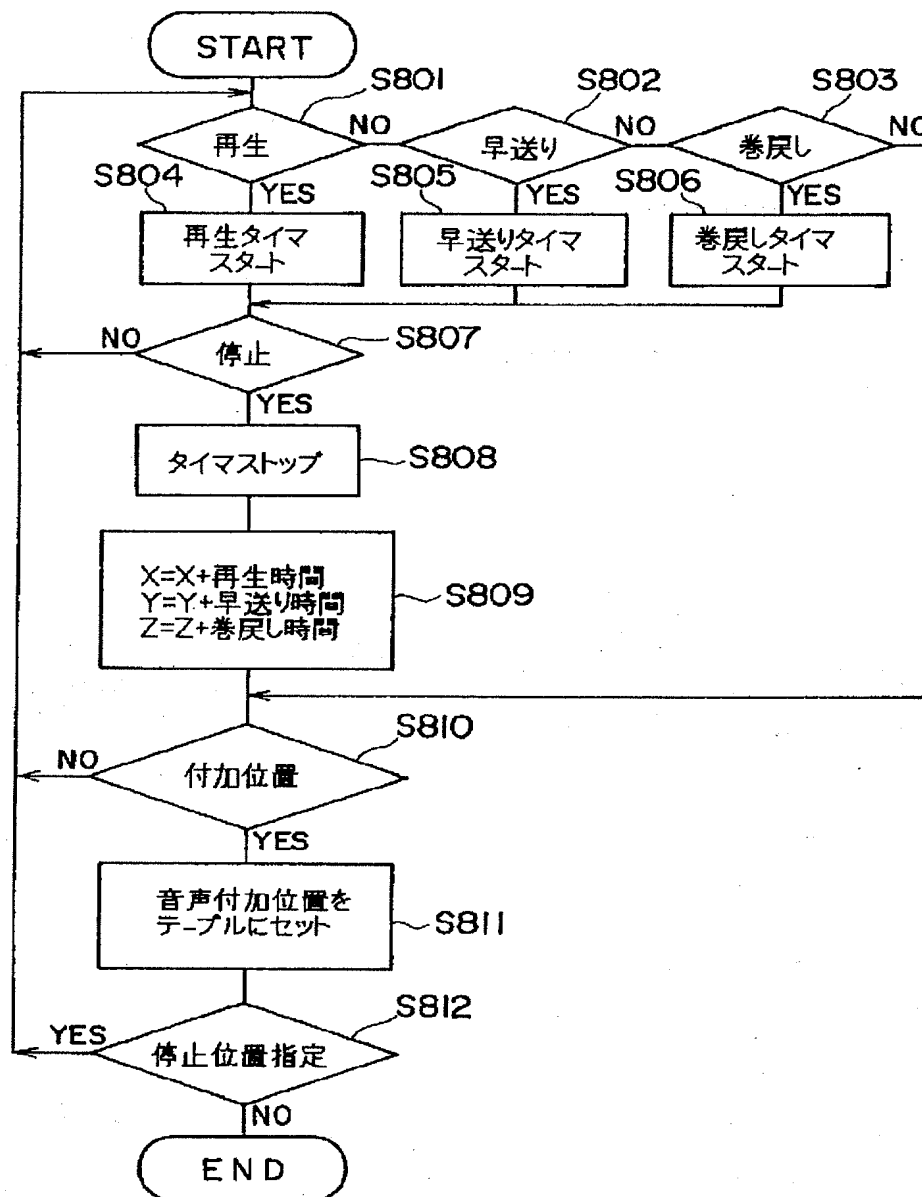 START
S801
S802
S803
再生
NO
早送り
NO
巻戻し
NO
S804
YES
S805
YES
S806
YES
再生タイマ
スタート
早送りタイマ
スタート
巻戻しタイマ
スタート
S807
NO
停止
YES
タイマストップ
S808
X=X+再生時間
Y=Y+早送り時間
Z=Z+巻戻し時間
S809
S810
NO
付加位置
YES
音声付加位置を
テーブルにセット
S811
S812
YES
停止位置指定
NO
END